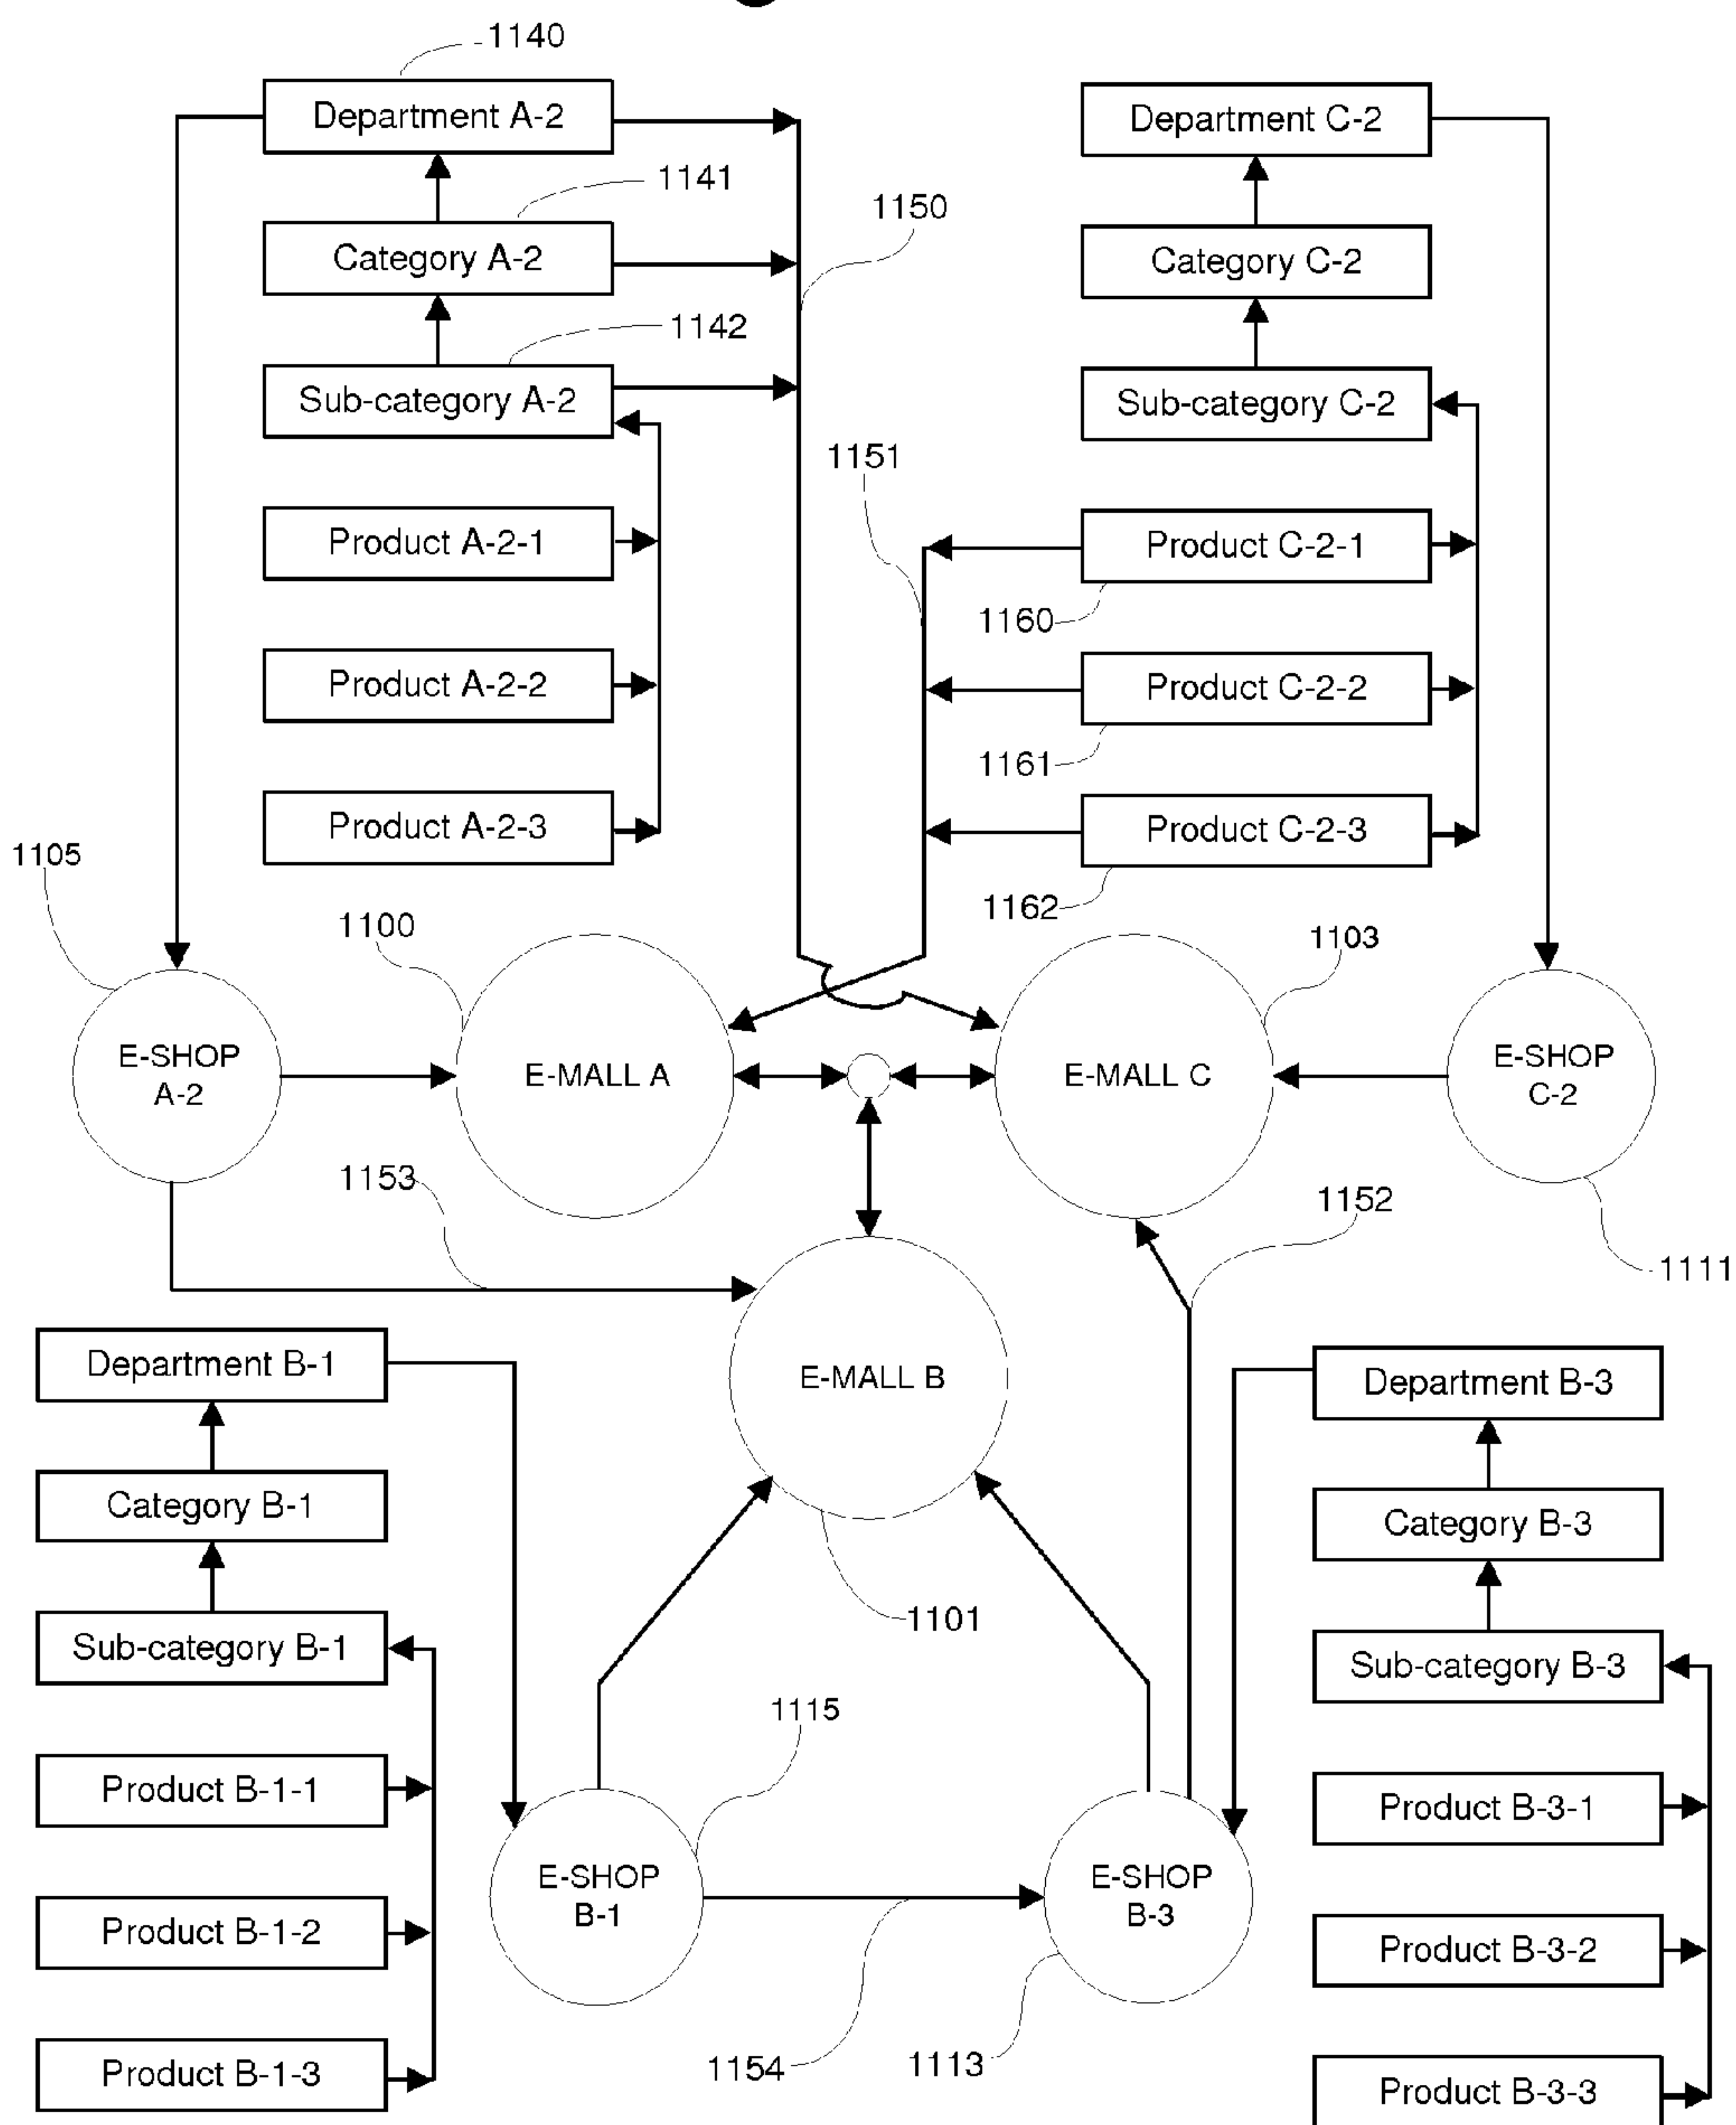 1140
Department A-2
Department C-2
1141
1150
Category A-2
Category C-2
1142
Sub-category A-2
Sub-category C-2
1151
Product A-2-1
Product C-2-1
1160
Product A-2-2
Product C-2-2
1161
Product A-2-3
Product C-2-3
1105
1162
1100
1103
E-SHOP
A-2
E-MALL A
E-MALL C
E-SHOP
C-2
1153
1152
1111
Department B-1
E-MALL B
Department B-3
Category B-1
Category B-3
1101
Sub-category B-1
Sub-category B-3
1115
Product B-1-1
Product B-3-1
E-SHOP
B-1
E-SHOP
B-3
Product B-1-2
Product B-3-2
1154
1113
Product B-1-3
Product B-3-3